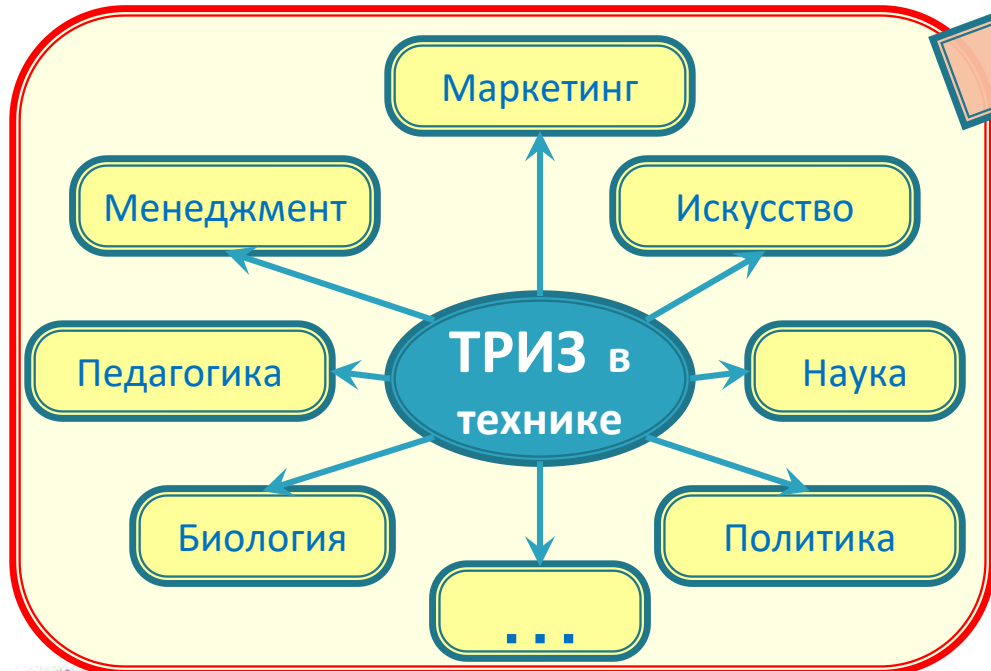 Маркетинг
Менеджмент
Искусство
ТРИЗ в
технике
Педагогика
Наука
Биология
Политика
. . .